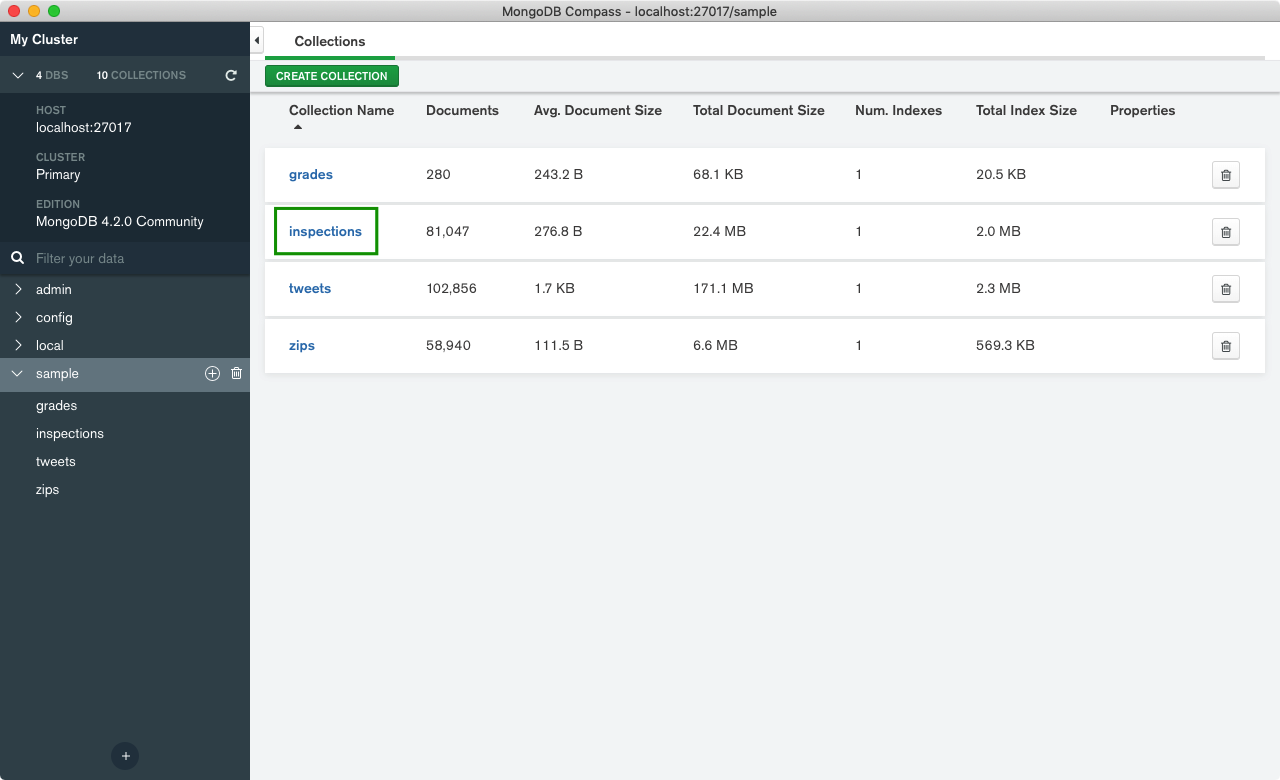 MongoDB Compass - localhost:27017/sample
My Cluster
4 DBS 10 COLLECTIONS
HOST
localhost:27017
CLUSTER
Primary
EDITION
MongoDB 4.2.0 Community
Filter your data
admin
config
local
sample
grades
inspections
tweets
zips
Collections
CREATE COLLECTION
Collection Name Documents Avg. Document Size Total Document Size Num. Indexes Total Index Size Properties
grades 280 243.2 B 68.1 KB 1 20.5 KB
inspections 81,047 276.8 B 22.4 MB 1 2.0 MB
tweets 102,856 1.7 KB 171.1 MB 1 2.3 MB
zips 58,940 111.5 B 6.6 MB 1 569.3 KB